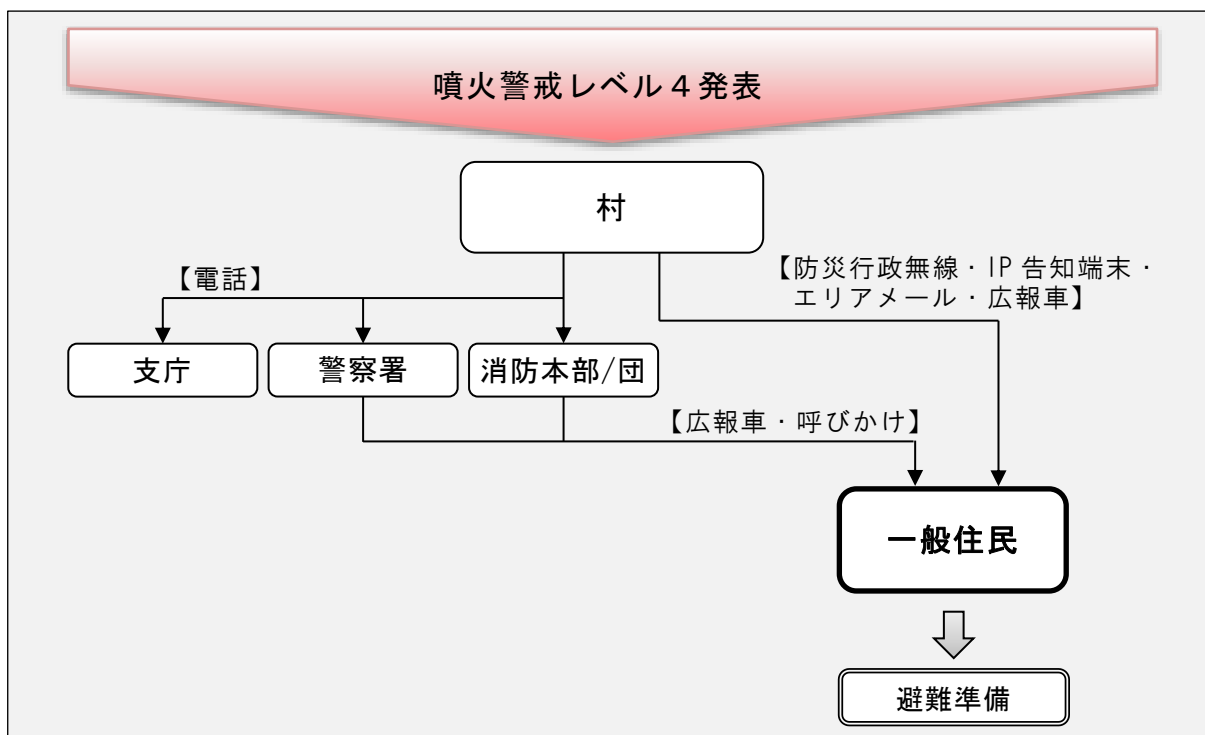 噴火警戒レベル４発表
村
【電話】
【防災行政無線・IP告知端末・
エリアメール・広報車】
支庁
警察署
消防本部/団
【広報車・呼びかけ】
一般住民
避難準備